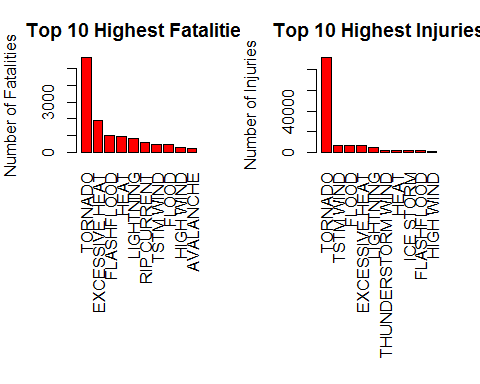 Top 10 Highest Fatalitie
Number of Fatalities
3000
0
TORNADO
EXCESSIVE HEAT
FLASH FLOOD
HEAT
LIGHTNING
RIP CURRENT
TSTM WIND
FLOOD
HIGH WIND
AVALANCHE
Top 10 Highest Injuries
Number of Injuries
40000
0
TORNADO
TSTM WIND
FLOOD
EXCESSIVE HEAT
LIGHTNING
THUNDERSTORM WIND
HEAT
ICE STORM
FLASH FLOOD
HIGH WIND